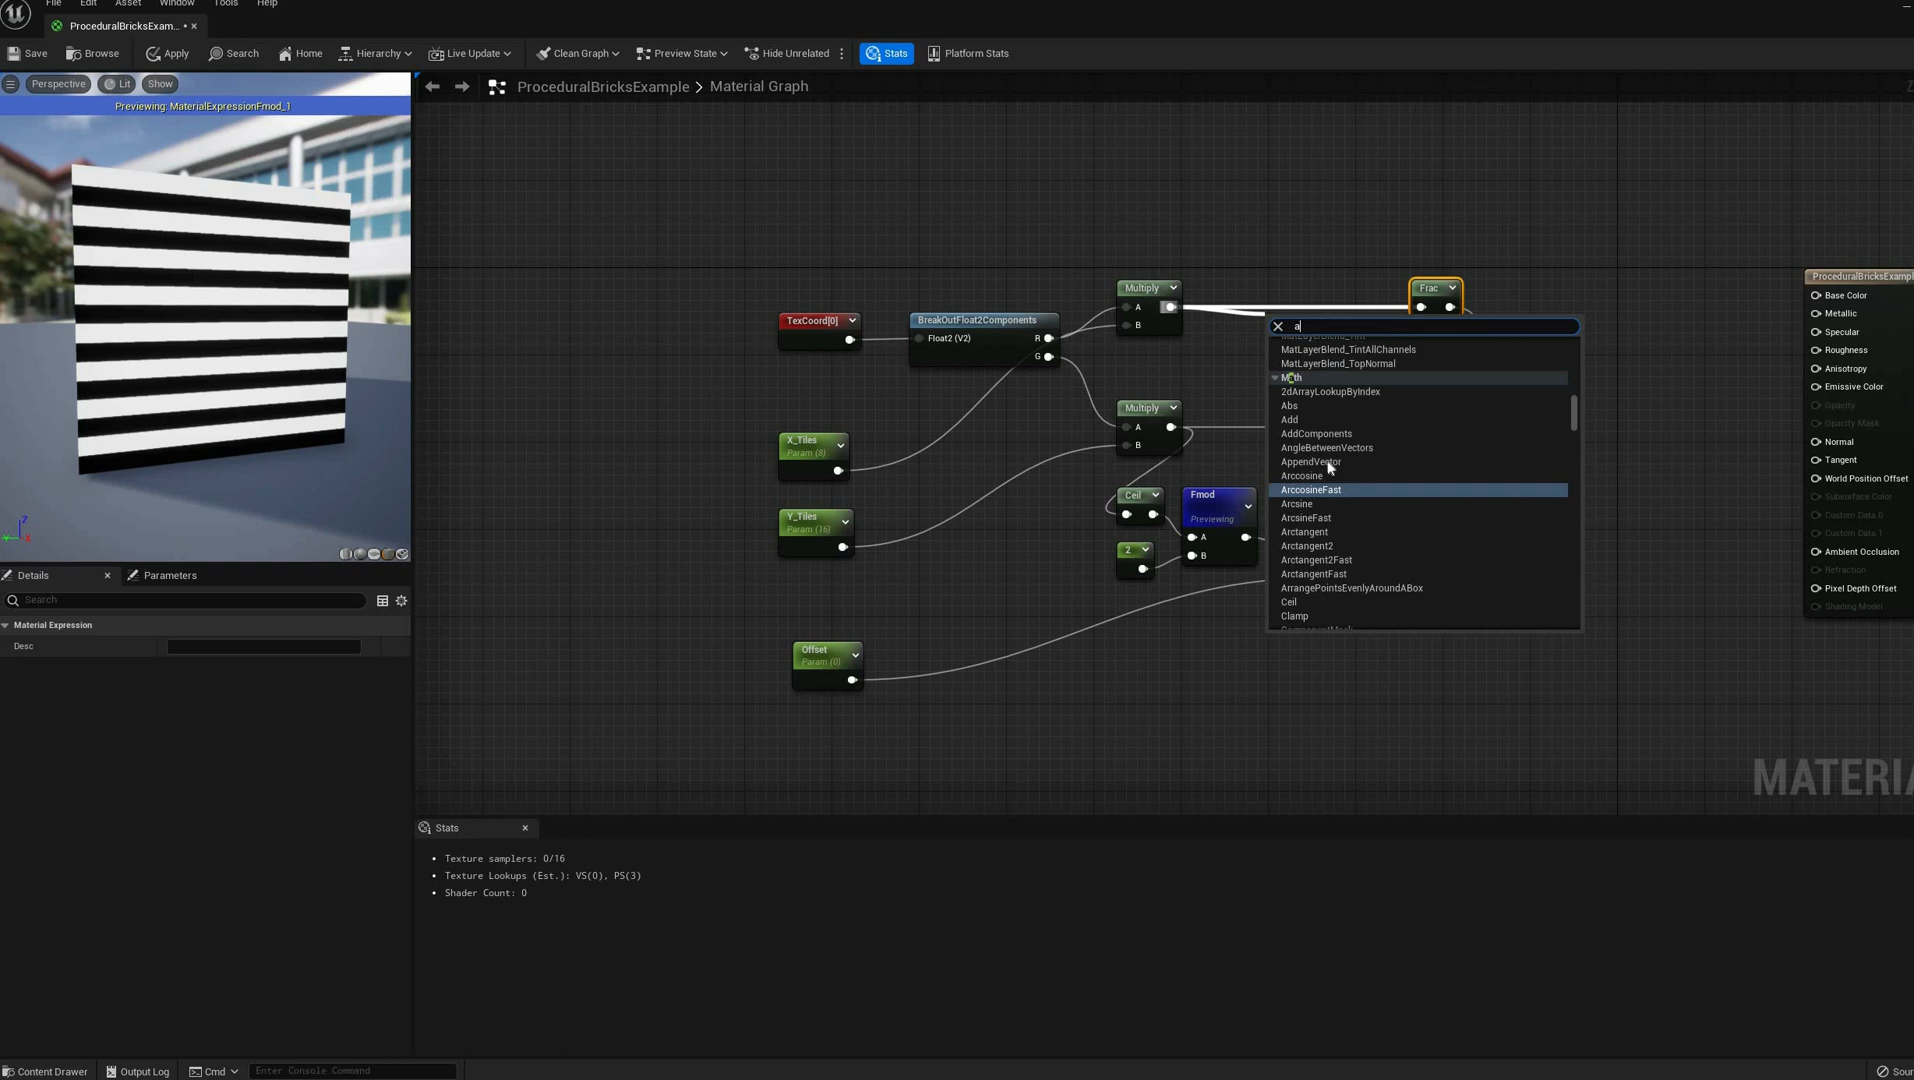 File Edit Asset Window Tools Help
ProceduralBricksExam... •
Save Browse Apply Search Home Hierarchy Live Update Clean Graph Preview State Hide Unrelated Stats Platform Stats
Perspective Lit Show
Previewing: MaterialExpressionFmod_1
ProceduralBricksExample > Material Graph
Z
Multiply
A
B
Frac
TexCoord[0]
BreakOutFloat2Components
Float2 (V2) R
G
Multiply
A
B
X_Tiles
Param (8)
Y_Tiles
Param (16)
Ceil
Fmod
Previewing
A
B
2
Offset
Param (0)
a
MatLayerBlend_Tint
MatLayerBlend_TintAllChannels
MatLayerBlend_TopNormal
Math
2dArrayLookupByIndex
Abs
Add
AddComponents
AngleBetweenVectors
AppendVector
Arccosine
ArccosineFast
Arcsine
ArcsineFast
Arctangent
Arctangent2
Arctangent2Fast
ArctangentFast
ArrangePointsEvenlyAroundABox
Ceil
Clamp
ProceduralBricksExampl
Base Color
Metallic
Specular
Roughness
Anisotropy
Emissive Color
Opacity
Opacity Mask
Normal
Tangent
World Position Offset
Subsurface Color
Custom Data 0
Custom Data 1
Ambient Occlusion
Refraction
Pixel Depth Offset
Shading Model
MATERIA
Z
Y X
Details Parameters
Search
Material Expression
Desc
Stats
• Texture samplers: 0/16
• Texture Lookups (Est.): VS(0), PS(3)
• Shader Count: 0
Content Drawer Output Log Cmd Enter Console Command Sour